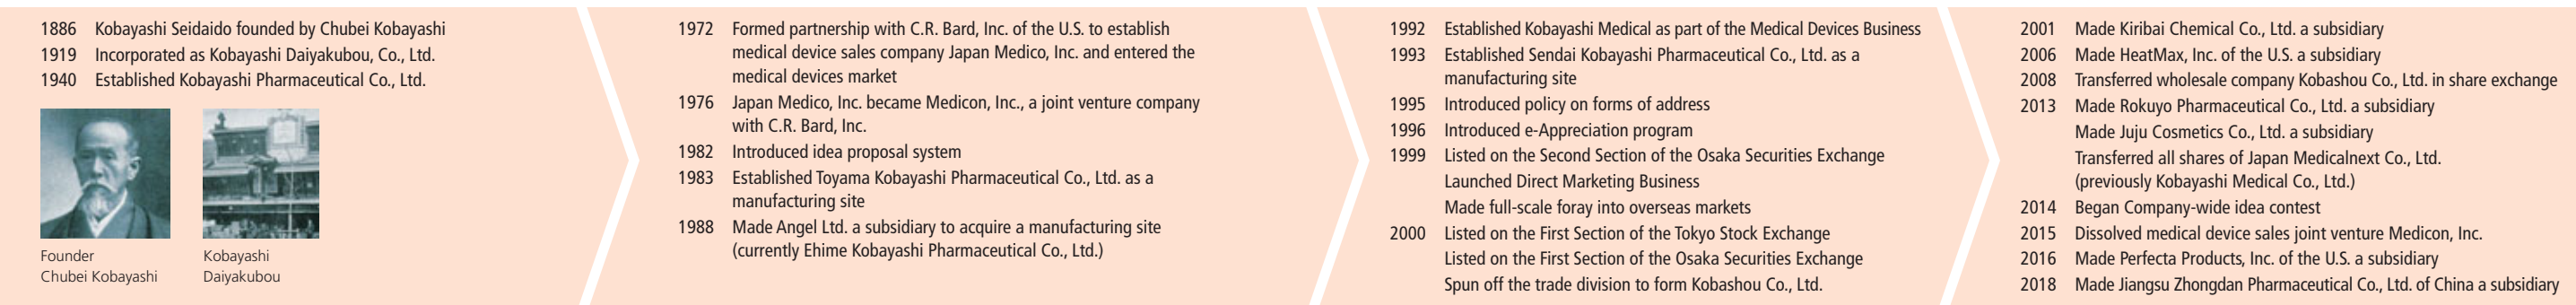 1886 Kobayashi Seidaido founded by Chubei Kobayashi
1919 Incorporated as Kobayashi Daiyakubou, Co., Ltd.
1940 Established Kobayashi Pharmaceutical Co., Ltd.
Founder
Chubei Kobayashi
Kobayashi
Daiyakubou
1972 Formed partnership with C.R. Bard, Inc. of the U.S. to establish
medical device sales company Japan Medico, Inc. and entered the
medical devices market
1976 Japan Medico, Inc. became Medicon, Inc., a joint venture company
with C.R. Bard, Inc.
1982 Introduced idea proposal system
1983 Established Toyama Kobayashi Pharmaceutical Co., Ltd. as a
manufacturing site
1988 Made Angel Ltd. a subsidiary to acquire a manufacturing site
(currently Ehime Kobayashi Pharmaceutical Co., Ltd.)
1992 Established Kobayashi Medical as part of the Medical Devices Business
1993 Established Sendai Kobayashi Pharmaceutical Co., Ltd. as a
manufacturing site
1995 Introduced policy on forms of address
1996 Introduced e-Appreciation program
1999 Listed on the Second Section of the Osaka Securities Exchange
Launched Direct Marketing Business
Made full-scale foray into overseas markets
2000 Listed on the First Section of the Tokyo Stock Exchange
Listed on the First Section of the Osaka Securities Exchange
Spun off the trade division to form Kobashou Co., Ltd.
2001 Made Kiribai Chemical Co., Ltd. a subsidiary
2006 Made HeatMax, Inc. of the U.S. a subsidiary
2008 Transferred wholesale company Kobashou Co., Ltd. in share exchange
2013 Made Rokuyo Pharmaceutical Co., Ltd. a subsidiary
Made Juju Cosmetics Co., Ltd. a subsidiary
Transferred all shares of Japan Medicalnext Co., Ltd.
(previously Kobayashi Medical Co., Ltd.)
2014 Began Company-wide idea contest
2015 Dissolved medical device sales joint venture Medicon, Inc.
2016 Made Perfecta Products, Inc. of the U.S. a subsidiary
2018 Made Jiangsu Zhongdan Pharmaceutical Co., Ltd. of China a subsidiary